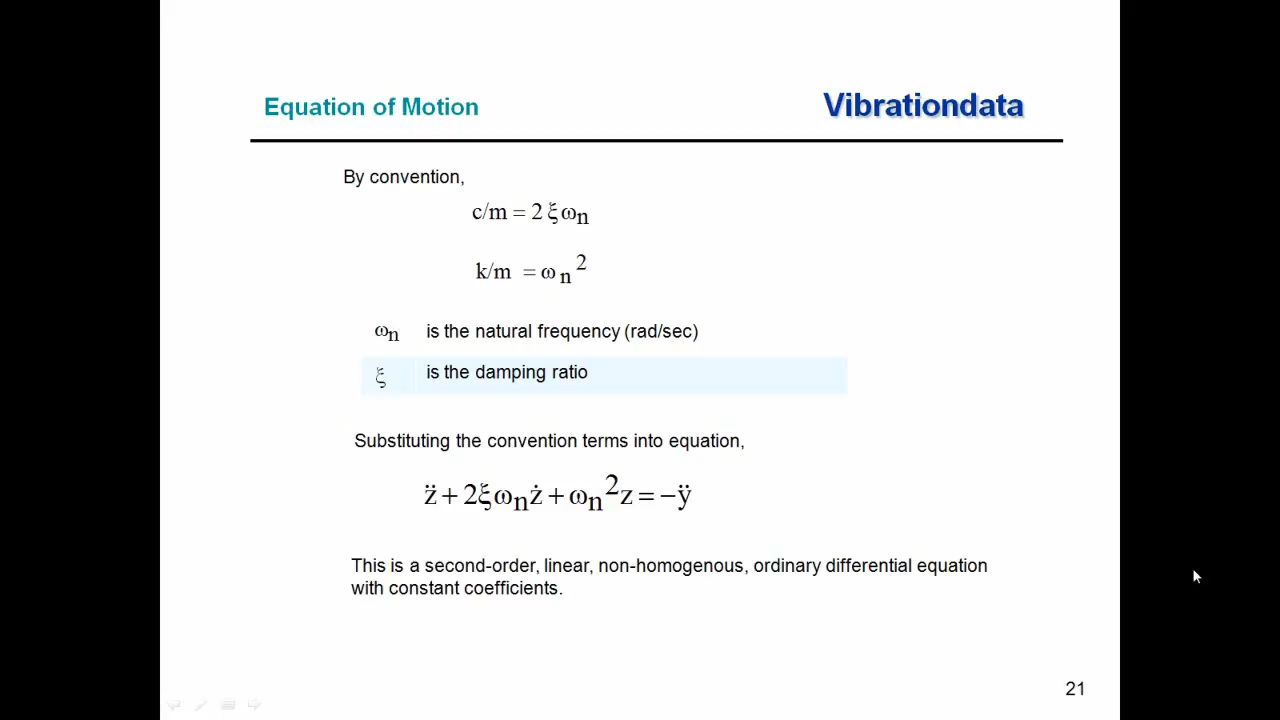 Equation of Motion
Vibrationdata
By convention,
c/m = 2 ξωn
k/m = ωn²
ωn is the natural frequency (rad/sec)
ξ is the damping ratio
Substituting the convention terms into equation,
z̈ + 2ξωnż + ωn²z = −ÿ
This is a second-order, linear, non-homogenous, ordinary differential equation
with constant coefficients.
21